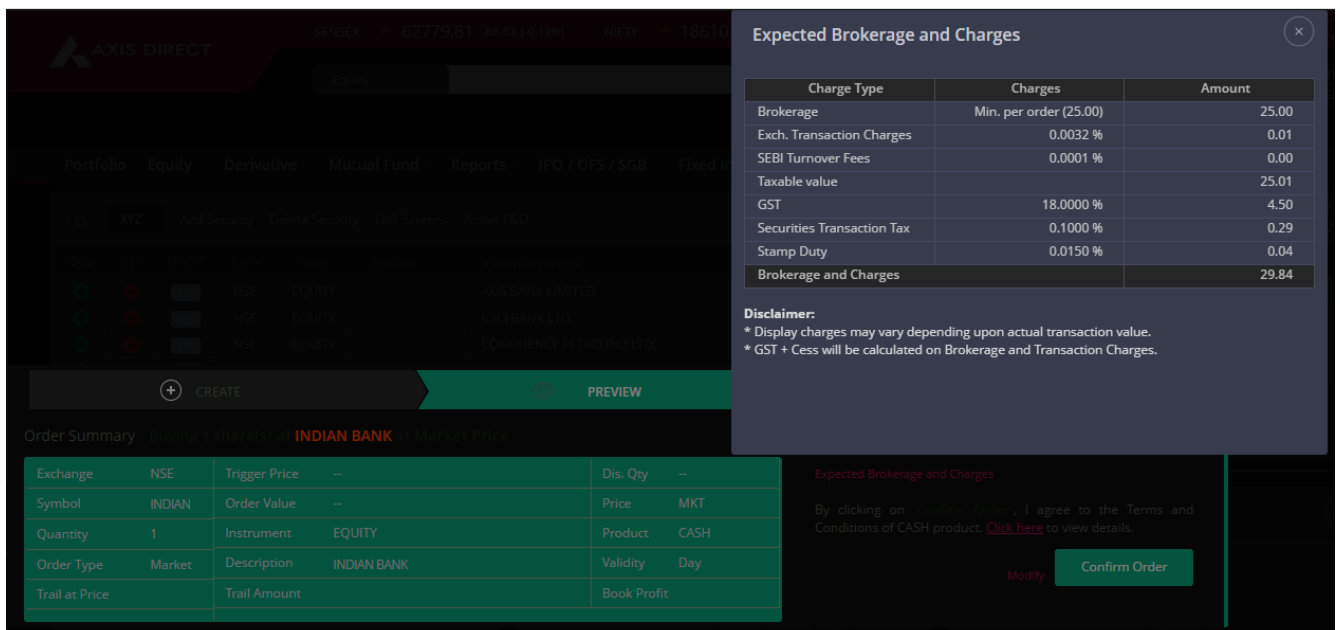 AXIS DIRECT
SENSEX 62779.81 -68.83 (-0.11%) NIFTY 18610
Equity
Portfolio Equity Derivative Mutual Fund Reports IPO / OFS / SGB Fixed In
XYZ Add Security Delete Security Link Screens Active F&O
NSE EQUITY AXIS BANK LIMITED
NSE EQUITY ICICI BANK LTD.
NSE EQUITY CONFIDENCE PETRO IND LTD.
CREATE
PREVIEW
Order Summary Buying 1 share(s) of INDIAN BANK at Market Price
Exchange NSE Trigger Price -- Dis. Qty --
Symbol INDIAN Order Value -- Price MKT
Quantity 1 Instrument EQUITY Product CASH
Order Type Market Description INDIAN BANK Validity Day
Trail at Price Trail Amount Book Profit
Expected Brokerage and Charges
Charge Type Charges Amount
Brokerage Min. per order (25.00) 25.00
Exch. Transaction Charges 0.0032 % 0.01
SEBI Turnover Fees 0.0001 % 0.00
Taxable value 25.01
GST 18.0000 % 4.50
Securities Transaction Tax 0.1000 % 0.29
Stamp Duty 0.0150 % 0.04
Brokerage and Charges 29.84
Disclaimer:
* Display charges may vary depending upon actual transaction value.
* GST + Cess will be calculated on Brokerage and Transaction Charges.
Expected Brokerage and Charges
By clicking on Confirm Order, I agree to the Terms and
Conditions of CASH product. Click here to view details.
Modify
Confirm Order